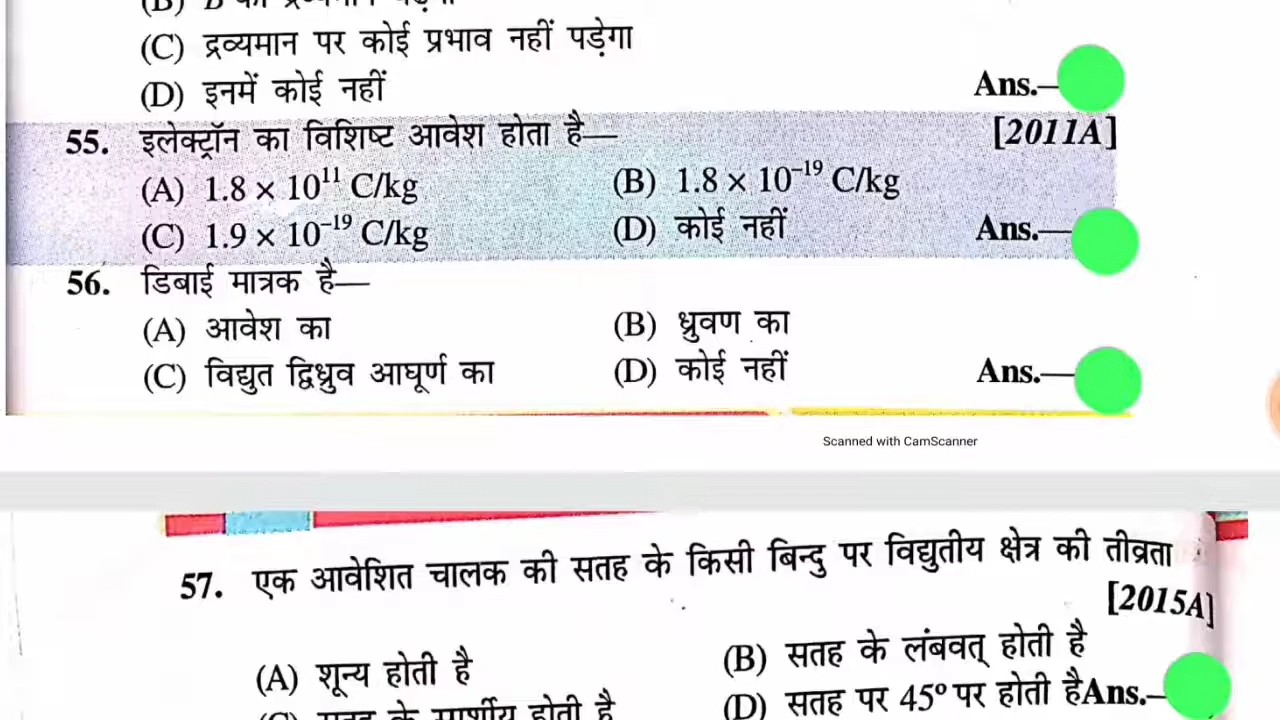 (C) द्रव्यमान पर कोई प्रभाव नहीं पड़ेगा
(D) इनमें कोई नहीं Ans.—
55. इलेक्ट्रॉन का विशिष्ट आवेश होता है— [2011A]
(A) 1.8 × 10¹¹ C/kg (B) 1.8 × 10⁻¹⁹ C/kg
(C) 1.9 × 10⁻¹⁹ C/kg (D) कोई नहीं Ans.—
56. डिबाई मात्रक है—
(A) आवेश का (B) ध्रुवण का
(C) विद्युत द्विध्रुव आघूर्ण का (D) कोई नहीं Ans.—
Scanned with CamScanner
57. एक आवेशित चालक की सतह के किसी बिन्दु पर विद्युतीय क्षेत्र की तीव्रता
[2015A]
(A) शून्य होती है (B) सतह के लंबवत् होती है
(D) सतह पर 45° पर होती है Ans.—